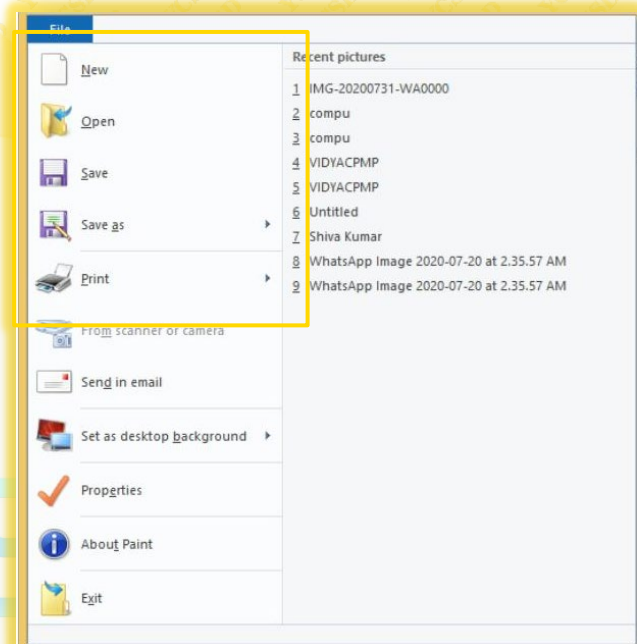 File
New
Open
Save
Save as
Print
From scanner or camera
Send in email
Set as desktop background
Properties
About Paint
Exit
Recent pictures
1 IMG-20200731-WA0000
2 compu
3 compu
4 VIDYACPMP
5 VIDYACPMP
6 Untitled
7 Shiva Kumar
8 WhatsApp Image 2020-07-20 at 2.35.57 AM
9 WhatsApp Image 2020-07-20 at 2.35.57 AM